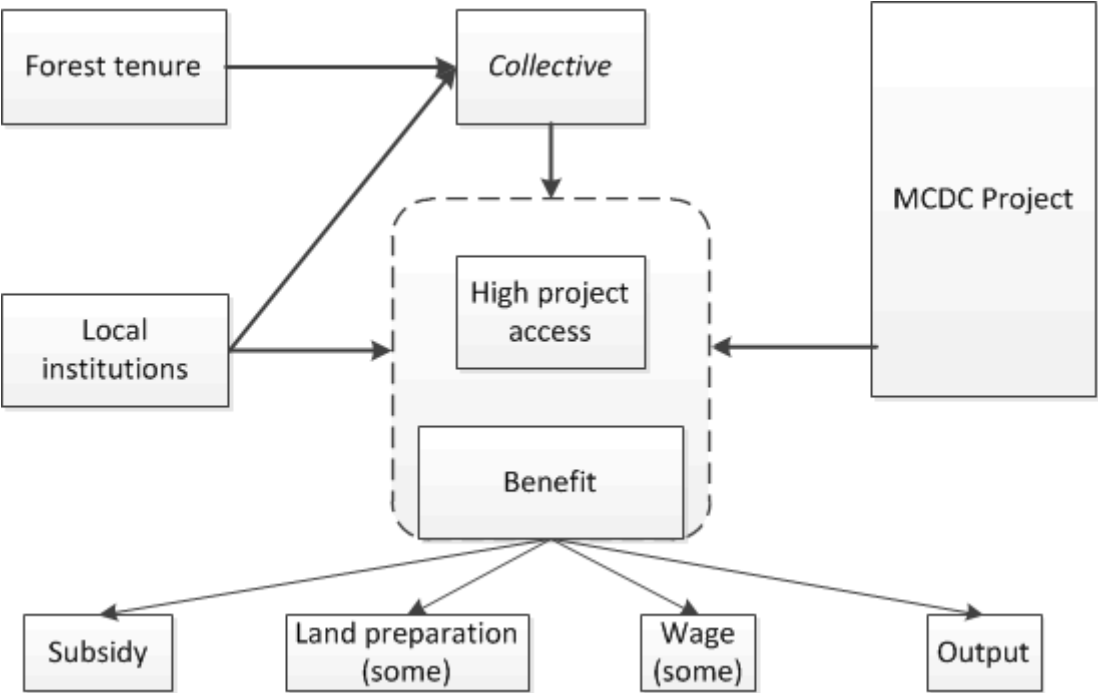 Forest tenure
Collective
MCDC Project
High project
access
Local
institutions
Benefit
Subsidy
Land preparation
(some)
Wage
(some)
Output